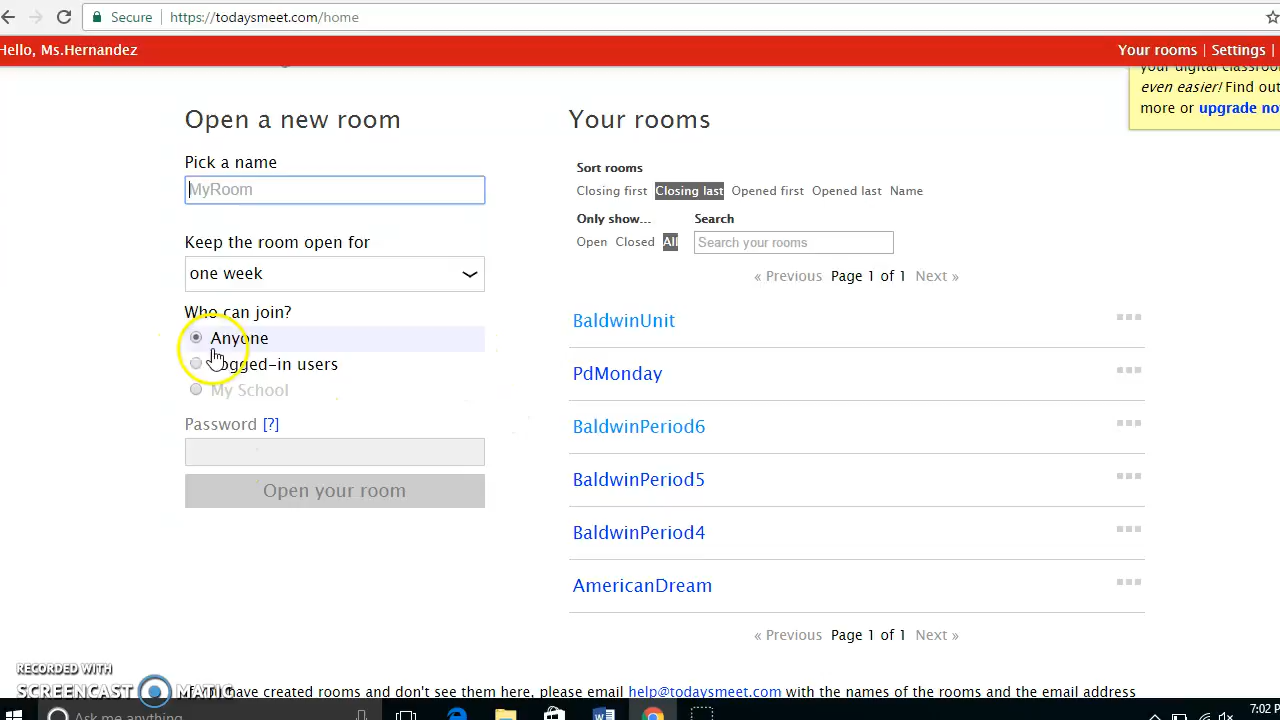 Secure https://todaysmeet.com/home
Hello, Ms.Hernandez
Your rooms | Settings |
your digital classroo
even easier! Find out
more or upgrade no
Open a new room
Pick a name
MyRoom
Keep the room open for
one week
Who can join?
Anyone
Logged-in users
My School
Password [?]
Open your room
Your rooms
Sort rooms
Closing first Closing last Opened first Opened last Name
Only show... Search
Open Closed All Search your rooms
« Previous Page 1 of 1 Next »
BaldwinUnit
PdMonday
BaldwinPeriod6
BaldwinPeriod5
BaldwinPeriod4
AmericanDream
« Previous Page 1 of 1 Next »
RECORDED WITH
SCREENCAST MATIC
have created rooms and don't see them here, please email help@todaysmeet.com with the names of the rooms and the email address
Ask me anything
7:02 P